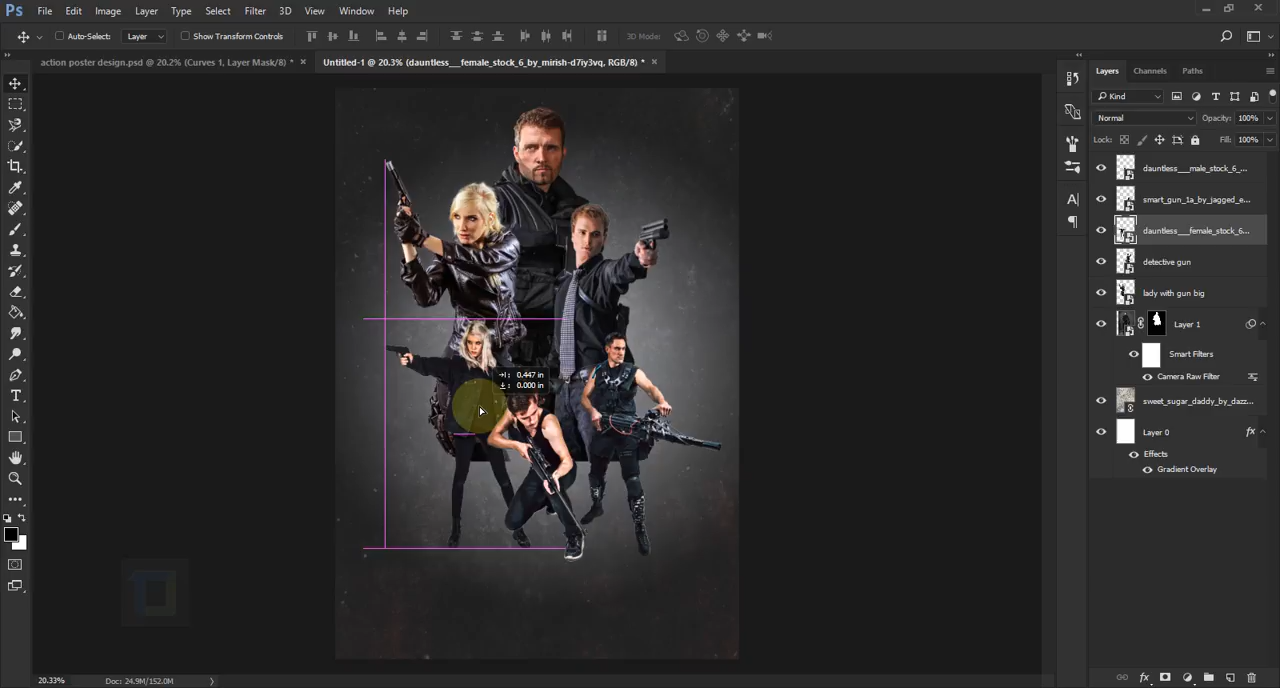 Ps File Edit Image Layer Type Select Filter 3D View Window Help
Auto-Select: Layer Show Transform Controls 3D Mode:
action poster design.psd @ 20.2% (Curves 1, Layer Mask/8) * × Untitled-1 @ 20.3% (dauntless___female_stock_6_by_mirish-d7iy3vq, RGB/8) * ×
Layers Channels Paths
Kind
Normal Opacity: 100%
Lock: Fill: 100%
dauntless___male_stock_6_...
smart_gun_1a_by_jagged_e...
dauntless___female_stock_6...
detective gun
lady with gun big
Layer 1
Smart Filters
Camera Raw Filter
sweet_sugar_daddy_by_dazz...
Layer 0 fx
Effects
Gradient Overlay
: 0.447 in
: 0.000 in
20.33% Doc: 24.9M/152.0M
fx